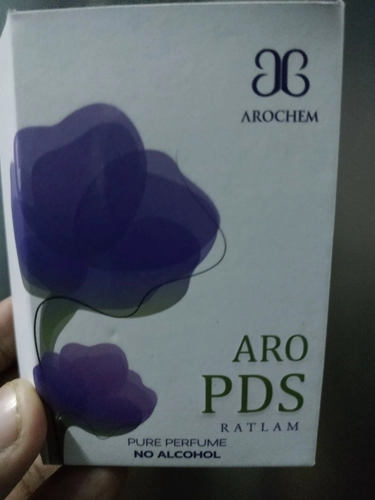 AROCHEM
ARO
PDS
RATLAM
PURE PERFUME
NO ALCOHOL